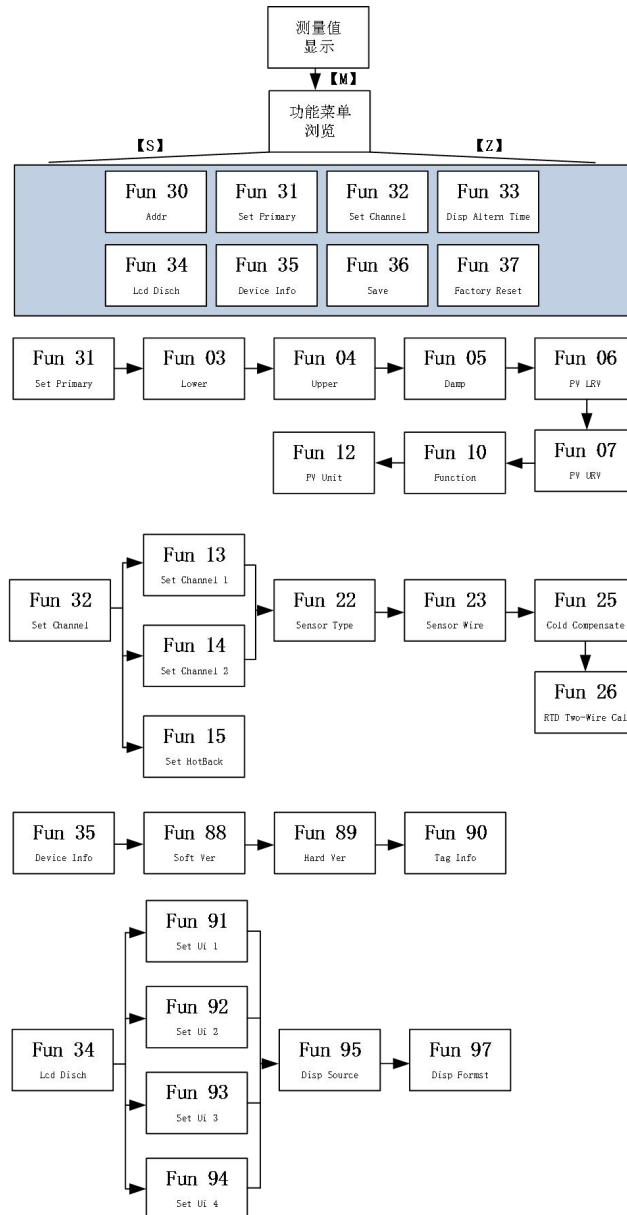 测量值
显示
【M】
功能菜单
浏览
【S】
【Z】
Fun 30
Addr
Fun 31
Set Primary
Fun 32
Set Channel
Fun 33
Disp Altern Time
Fun 34
Lcd Disch
Fun 35
Device Info
Fun 36
Save
Fun 37
Factory Reset
Fun 31
Set Primary
Fun 03
Lower
Fun 04
Upper
Fun 05
Damp
Fun 06
PV LRV
Fun 12
PV Unit
Fun 10
Function
Fun 07
PV URV
Fun 32
Set Channel
Fun 13
Set Channel 1
Fun 14
Set Channel 2
Fun 15
Set HotBack
Fun 22
Sensor Type
Fun 23
Sensor Wire
Fun 25
Cold Compensate
Fun 26
RTD Two-Wire Cal
Fun 35
Device Info
Fun 88
Soft Ver
Fun 89
Hard Ver
Fun 90
Tag Info
Fun 34
Lcd Disch
Fun 91
Set Ui 1
Fun 92
Set Ui 2
Fun 93
Set Ui 3
Fun 94
Set Ui 4
Fun 95
Disp Source
Fun 97
Disp Formst